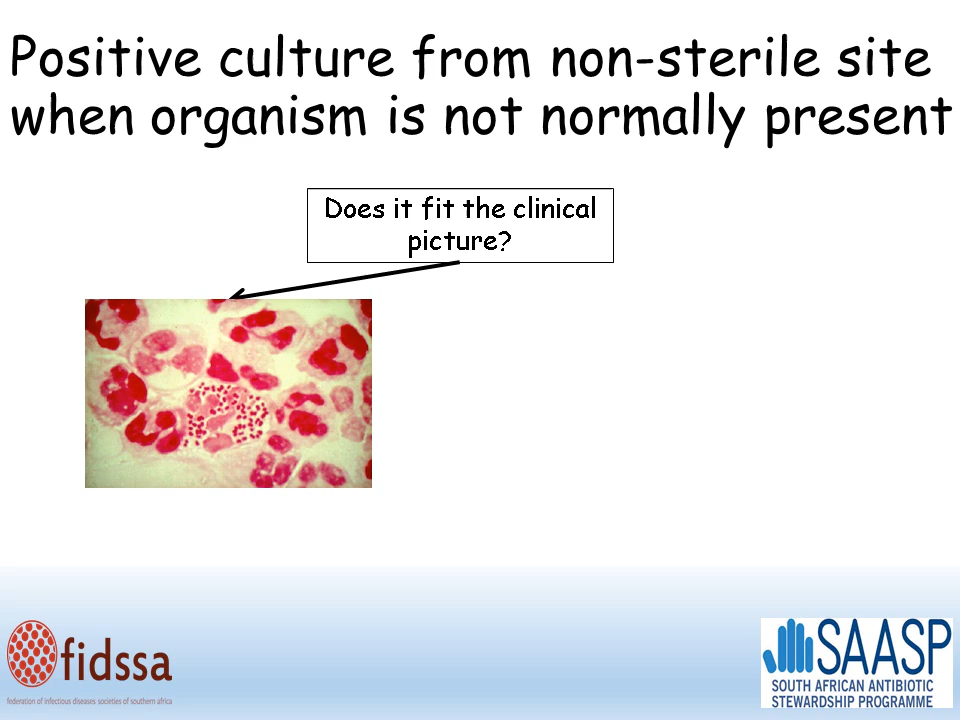 Positive culture from non-sterile site
when organism is not normally present
Does it fit the clinical
picture?
fidssa
federation of infectious diseases societies of southern africa
SAASP
SOUTH AFRICAN ANTIBIOTIC
STEWARDSHIP PROGRAMME